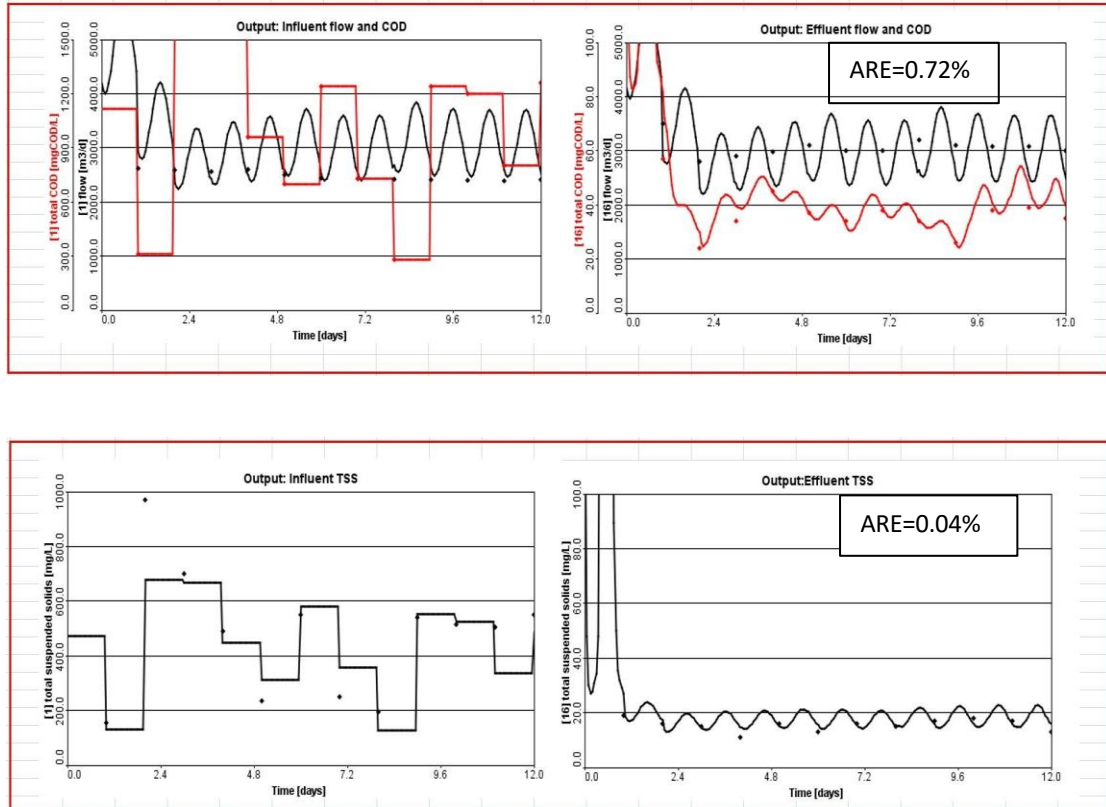 Output: Influent flow and COD
[1] total COD [mgCOD/L]
0.0 300.0 600.0 900.0 1200.0 1500.0
[1] flow [m3/d]
0.0 1000.0 2000.0 3000.0 4000.0 5000.0
0.0 2.4 4.8 7.2 9.6 12.0
Time [days]
Output: Effluent flow and COD
ARE=0.72%
[16] total COD [mgCOD/L]
0.0 20.0 40.0 60.0 80.0 100.
[16] flow [m3/d]
0.0 1000.0 2000.0 3000.0 4000.0 5000.0
0.0 2.4 4.8 7.2 9.6 12.0
Time [days]
Output: Influent TSS
[1] total suspended solids [mg/L]
0.0 200.0 400.0 600.0 800.0 1000.0
0.0 2.4 4.8 7.2 9.6 12.0
Time [days]
Output:Effluent TSS
ARE=0.04%
[16] total suspended solids [mg/L]
0.0 20.0 40.0 60.0 80.0 100.
0.0 2.4 4.8 7.2 9.6 12.0
Time [days]